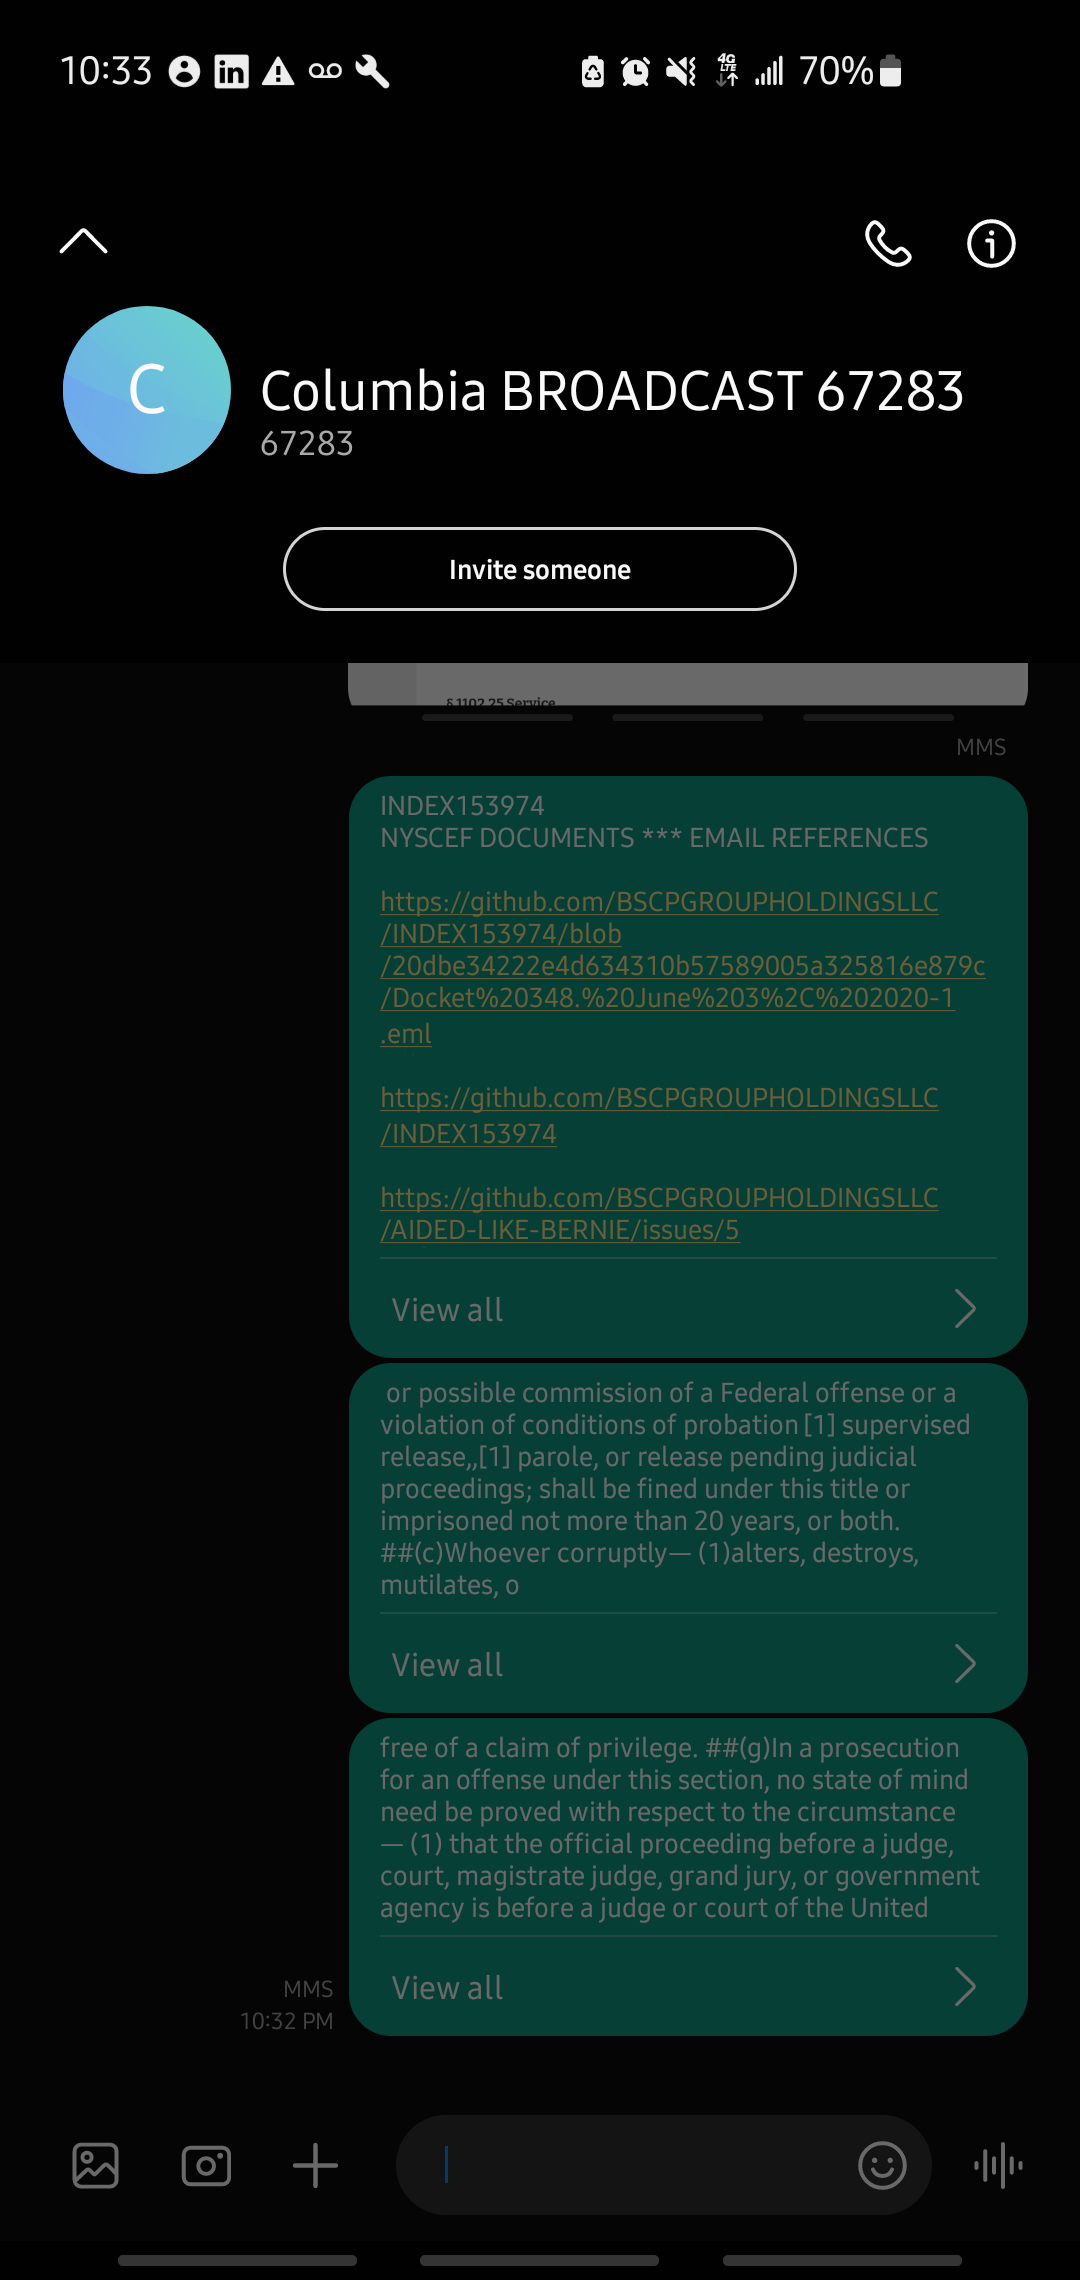 10:33 4G LTE 70%
C
Columbia BROADCAST 67283
67283
Invite someone
§ 1102.25 Service
MMS
INDEX153974
NYSCEF DOCUMENTS *** EMAIL REFERENCES
https://github.com/BSCPGROUPHOLDINGSLLC
/INDEX153974/blob
/20dbe34222e4d634310b57589005a325816e879c
/Docket%20348.%20June%203%2C%202020-1
.eml
https://github.com/BSCPGROUPHOLDINGSLLC
/INDEX153974
https://github.com/BSCPGROUPHOLDINGSLLC
/AIDED-LIKE-BERNIE/issues/5
View all
or possible commission of a Federal offense or a
violation of conditions of probation [1] supervised
release,,[1] parole, or release pending judicial
proceedings; shall be fined under this title or
imprisoned not more than 20 years, or both.
##(c)Whoever corruptly— (1)alters, destroys,
mutilates, o
View all
free of a claim of privilege. ##(g)In a prosecution
for an offense under this section, no state of mind
need be proved with respect to the circumstance
— (1) that the official proceeding before a judge,
court, magistrate judge, grand jury, or government
agency is before a judge or court of the United
View all
MMS
10:32 PM